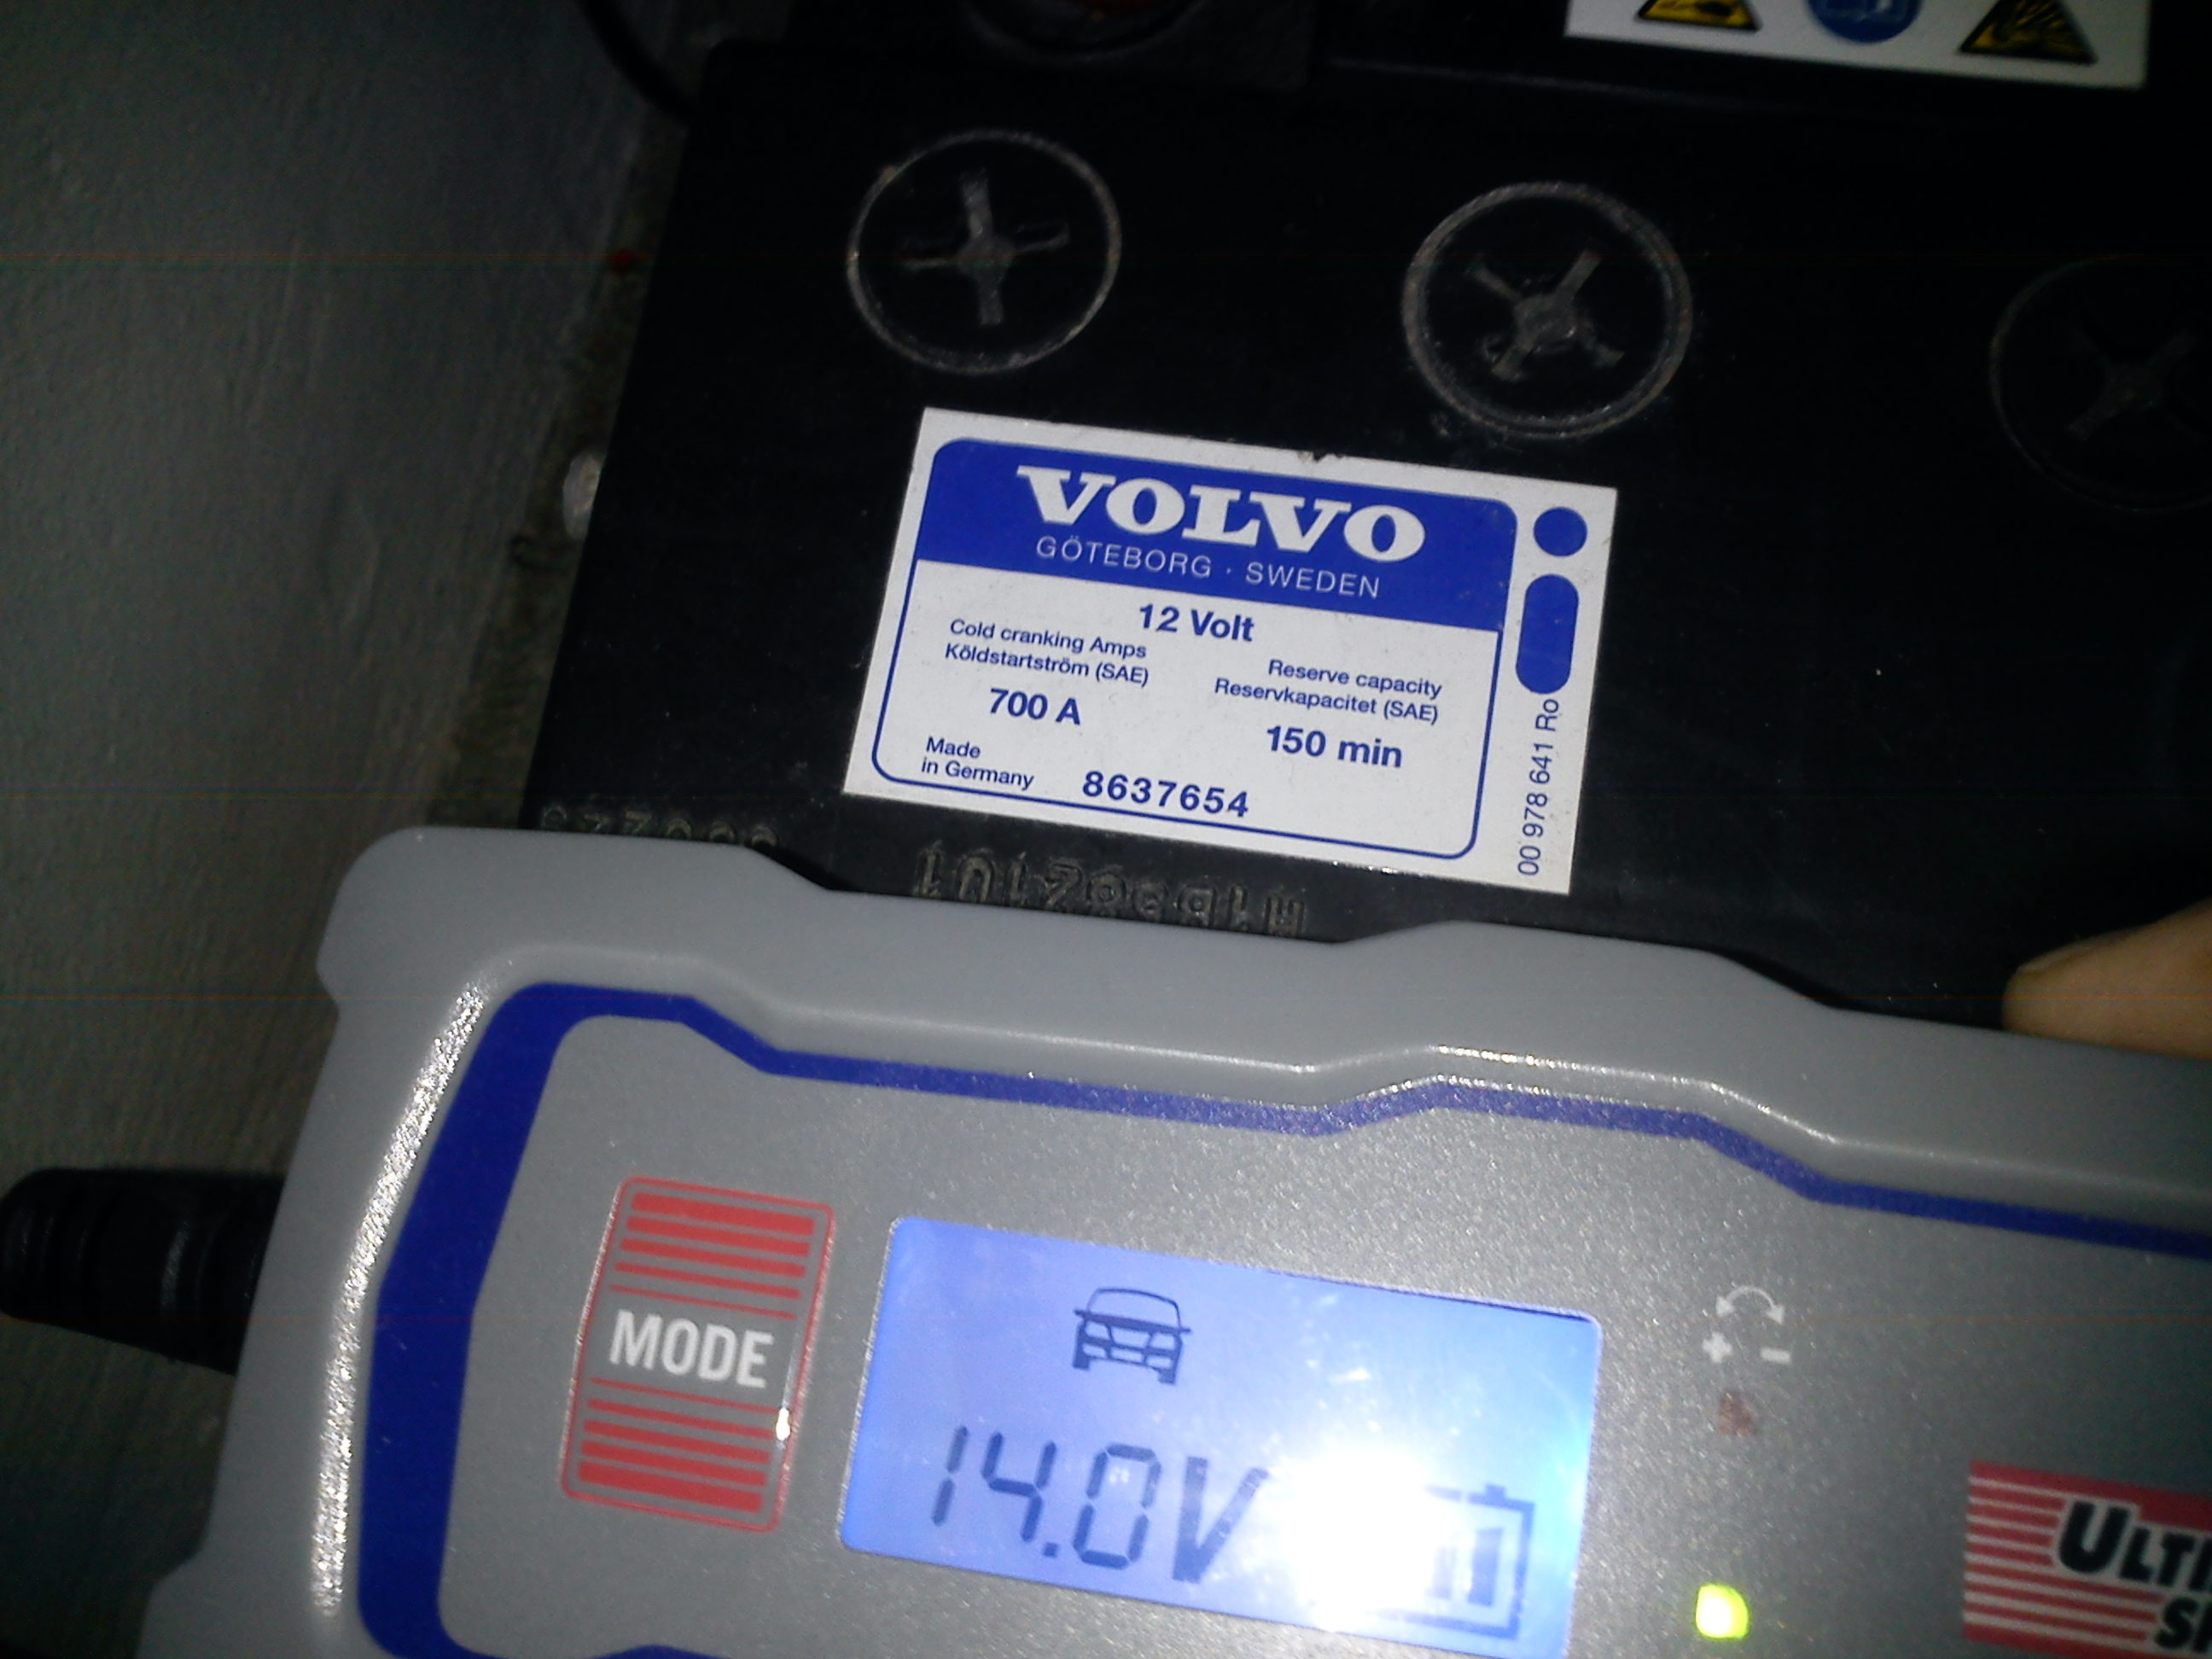 VOLVO
GÖTEBORG · SWEDEN
12 Volt
Cold cranking Amps
Köldstartström (SAE)
700 A
Reserve capacity
Reservkapacitet (SAE)
150 min
Made
in Germany
8637654
00 978 641 Ro
MODE
14.0V
+ -